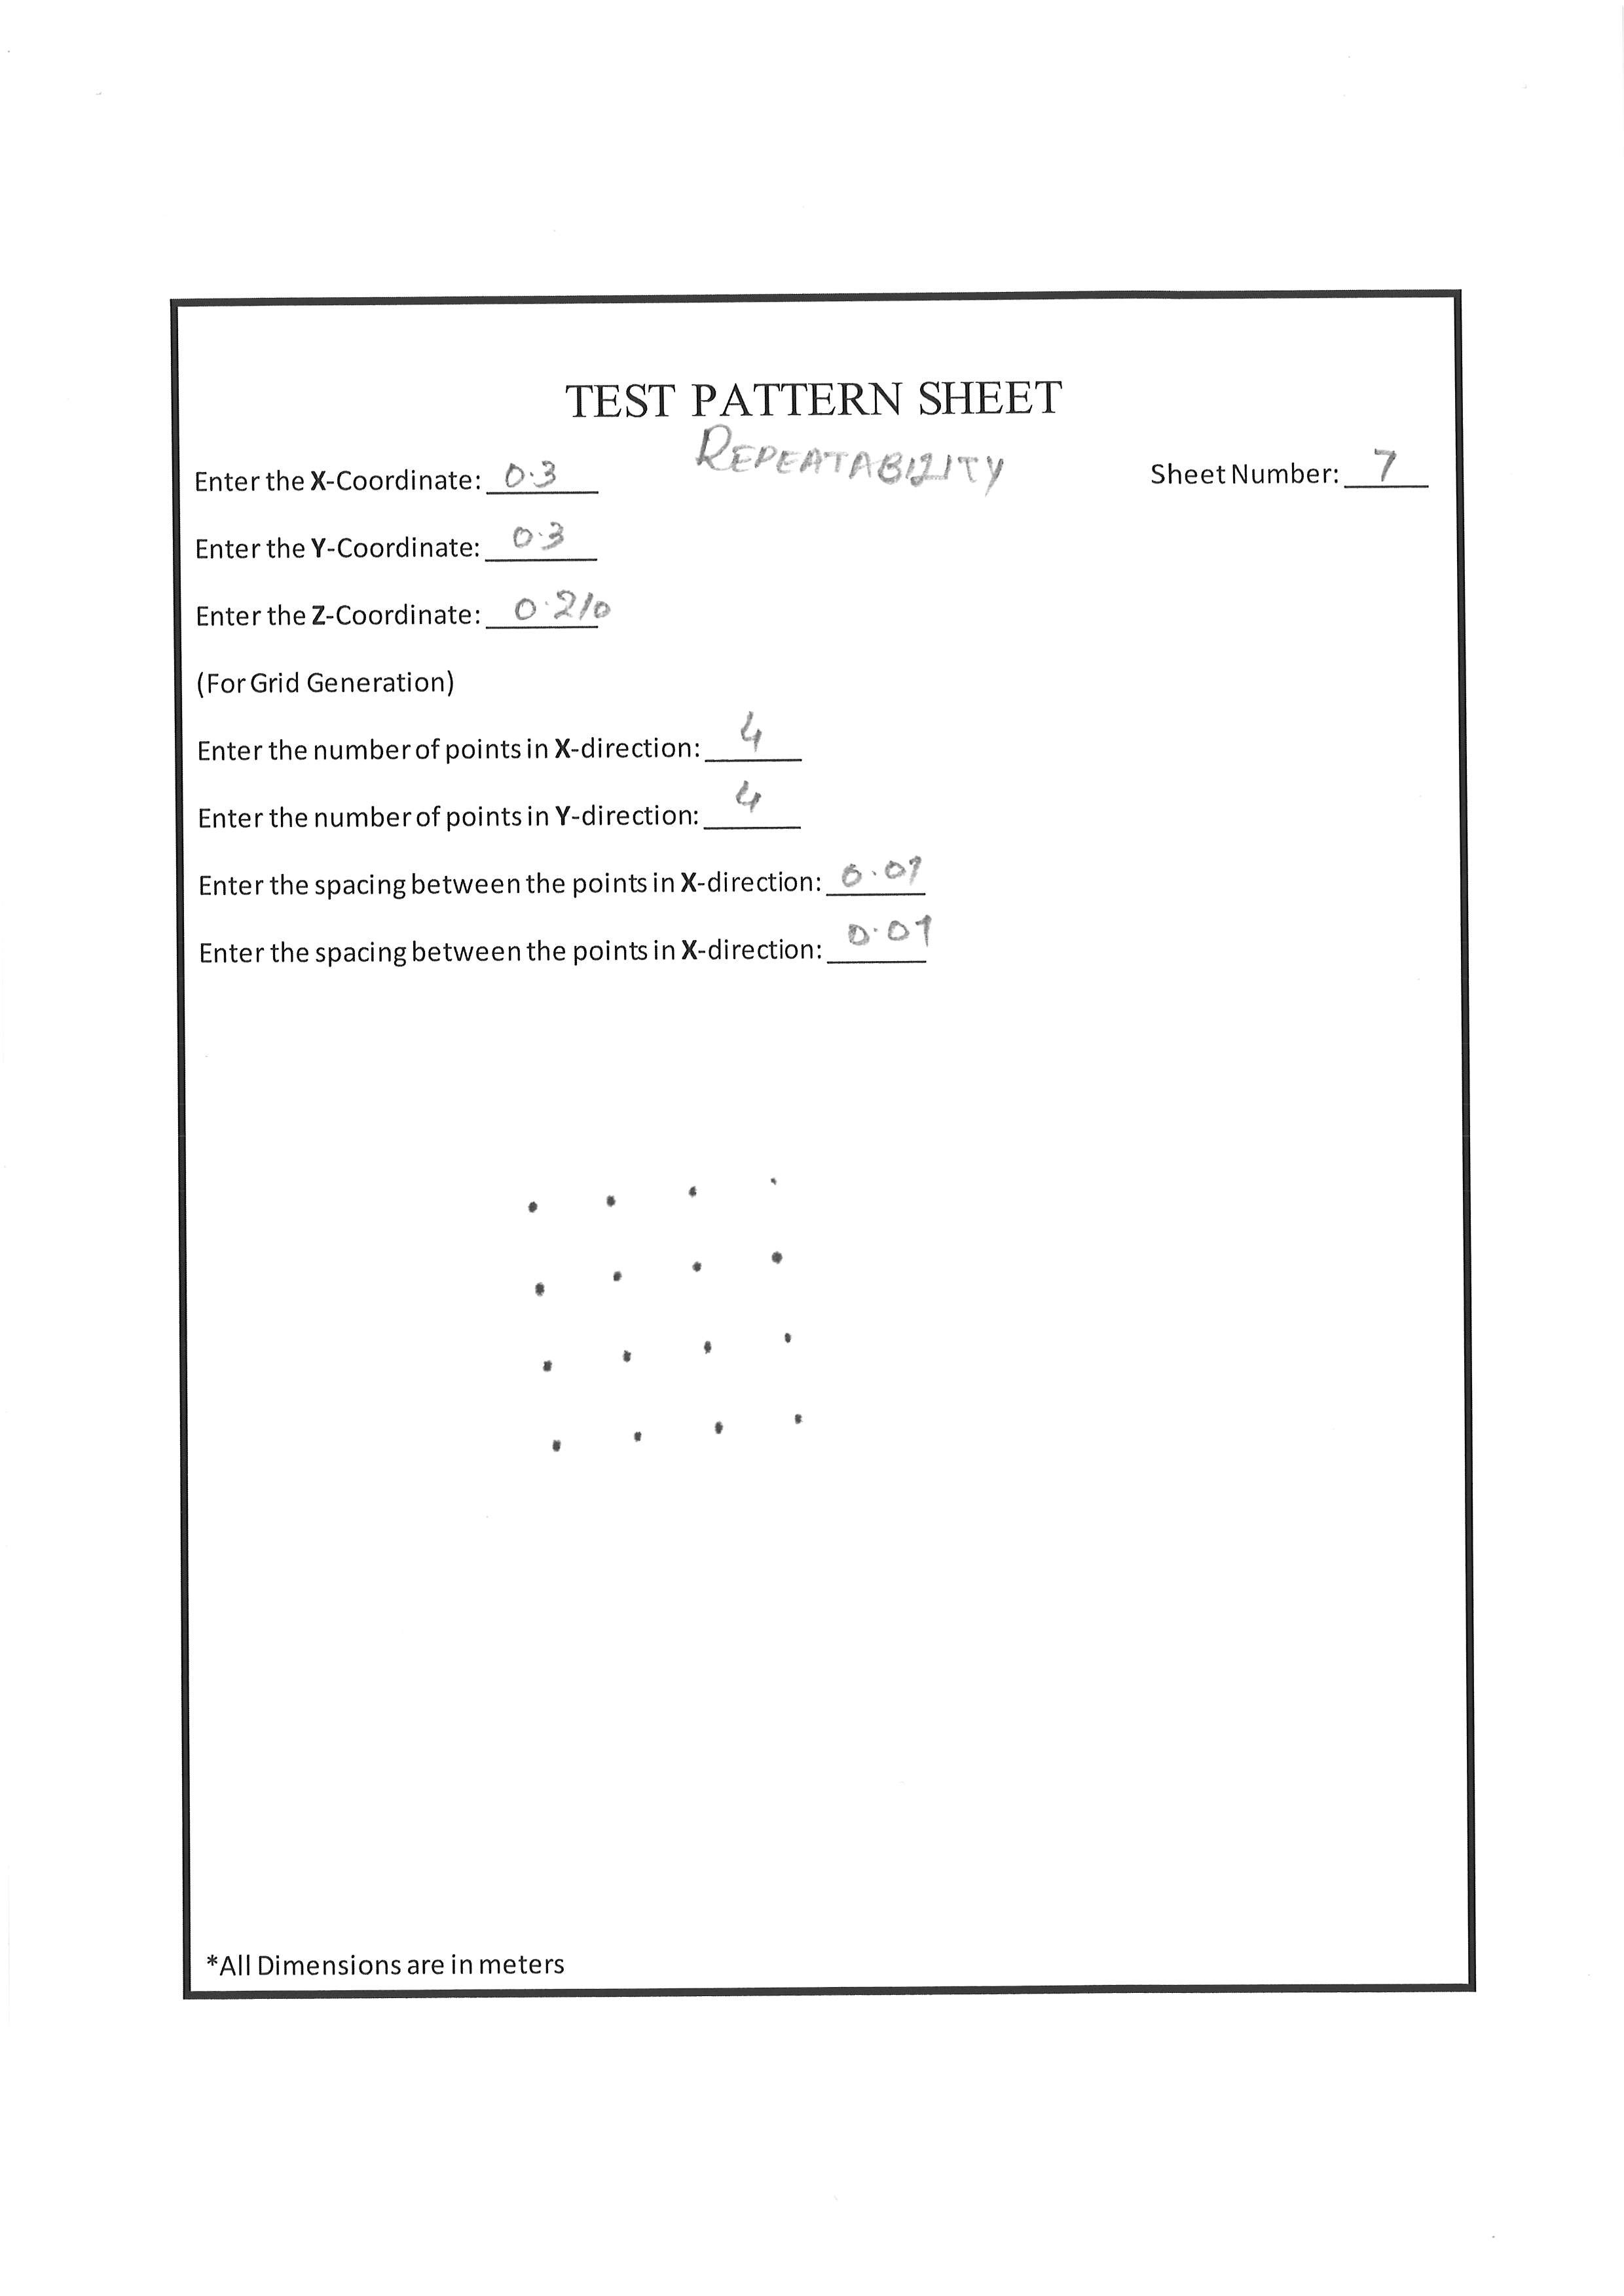 TEST PATTERN SHEET
REPEATABILITY
Enter the X-Coordinate: 0.3
Sheet Number: 7
Enter the Y-Coordinate: 0.3
Enter the Z-Coordinate: 0.210
(For Grid Generation)
Enter the number of points in X-direction: 4
Enter the number of points in Y-direction: 4
Enter the spacing between the points in X-direction: 0.01
Enter the spacing between the points in X-direction: 0.01
*All Dimensions are in meters